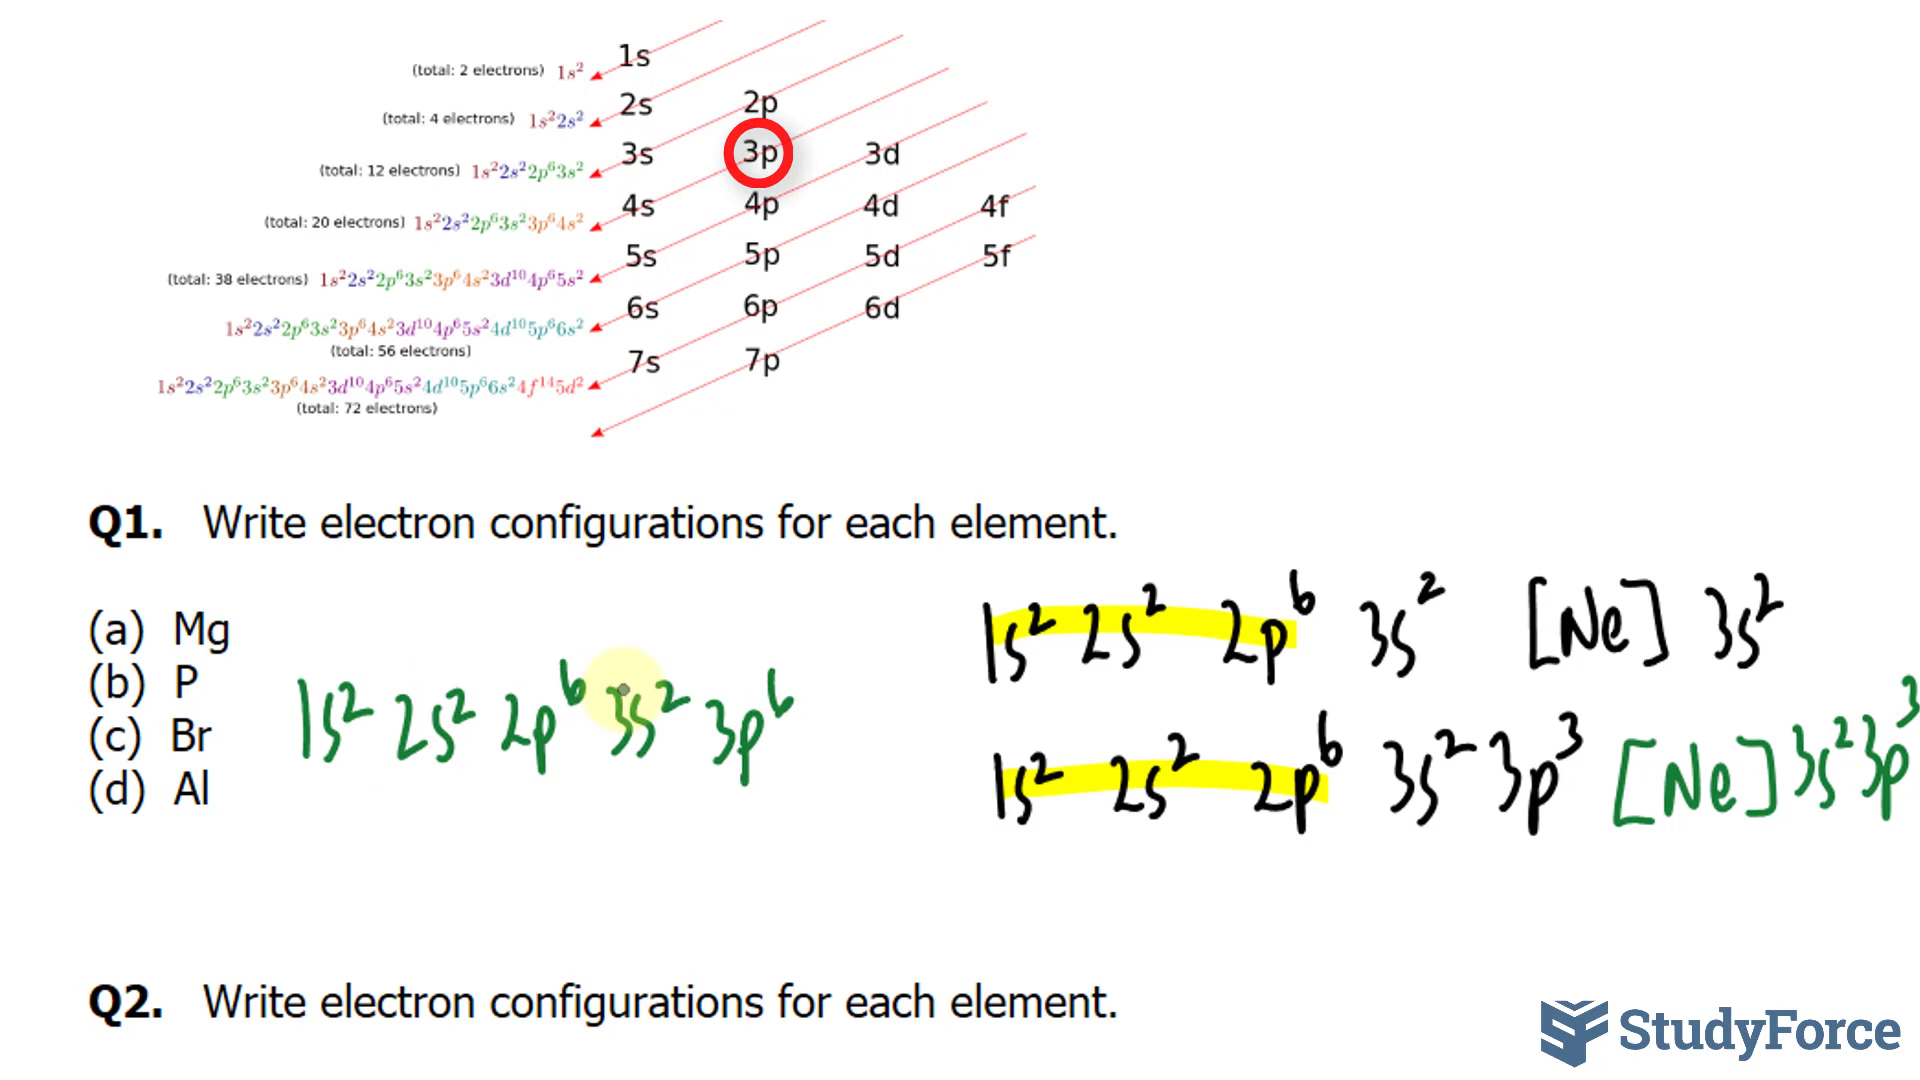 1s
(total: 2 electrons) 1s²
2s 2p
(total: 4 electrons) 1s²2s²
3s 3p 3d
(total: 12 electrons) 1s²2s²2p⁶3s²
4s 4p 4d 4f
(total: 20 electrons) 1s²2s²2p⁶3s²3p⁶4s²
5s 5p 5d 5f
(total: 38 electrons) 1s²2s²2p⁶3s²3p⁶4s²3d¹⁰4p⁶5s²
6s 6p 6d
1s²2s²2p⁶3s²3p⁶4s²3d¹⁰4p⁶5s²4d¹⁰5p⁶6s²
(total: 56 electrons)
7s 7p
1s²2s²2p⁶3s²3p⁶4s²3d¹⁰4p⁶5s²4d¹⁰5p⁶6s²4f¹⁴5d²
(total: 72 electrons)
Q1. Write electron configurations for each element.
(a) Mg
1s² 2s² 2p⁶ 3s² [Ne] 3s²
(b) P
(c) Br
1s² 2s² 2p⁶ 3s² 3p⁶
1s² 2s² 2p⁶ 3s² 3p³ [Ne] 3s² 3p³
(d) Al
Q2. Write electron configurations for each element.
StudyForce